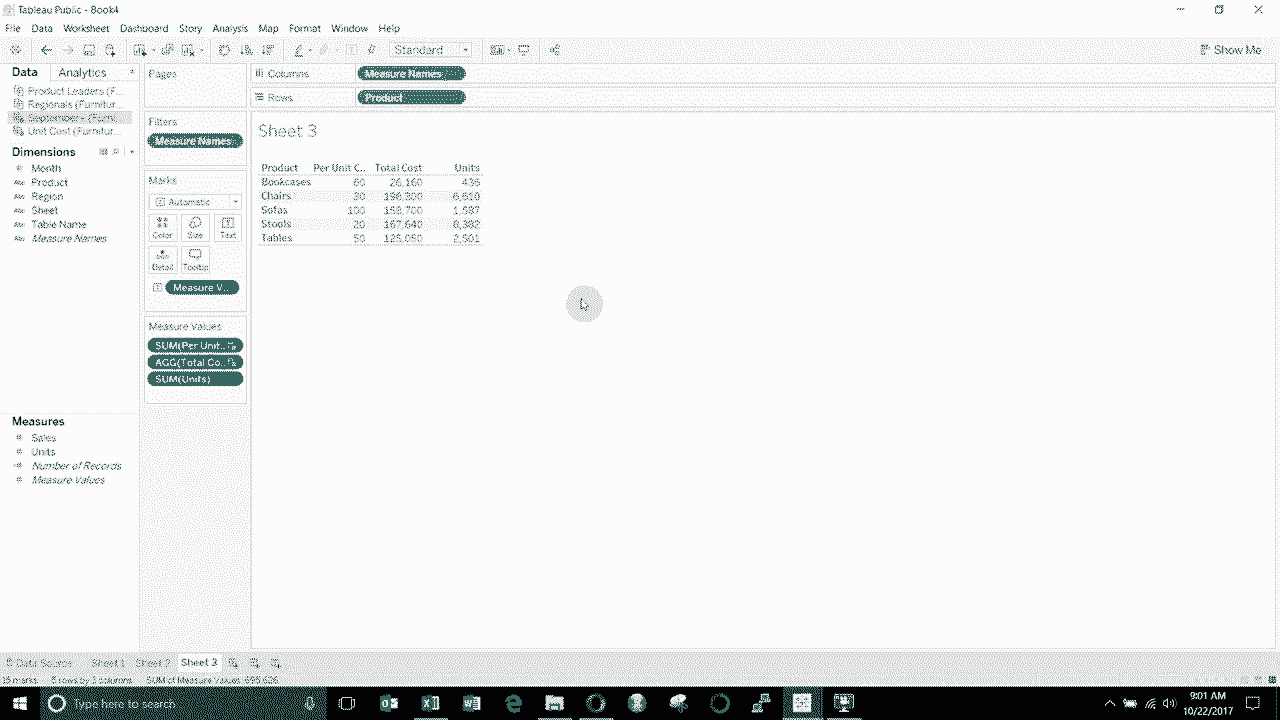 Tableau Public - Book4
File Data Worksheet Dashboard Story Analysis Map Format Window Help
Standard
Show Me
Data Analytics
Product Leaders (F...
Regionals (Furnitur...
Unit Cost (Furnitur...
Dimensions
Month
Product
Region
Sheet
Table Name
Measure Names
Measures
Sales
Units
Number of Records
Measure Values
Pages
Filters
Measure Names
Marks
Automatic
Color Size Text
Detail Tooltip
Measure V..
Measure Values
SUM(Per Unit..
AGG(Total Co..
SUM(Units)
Columns Measure Names
Rows Product
Sheet 3
Product Per Unit C.. Total Cost Units
Bookcases 60 26,160 436
Chairs 30 198,300 6,610
Sofas 100 158,700 1,587
Stools 20 167,640 8,382
Tables 50 125,050 2,501
Data Source Sheet 1 Sheet 2 Sheet 3
15 marks 5 rows by 3 columns SUM of Measure Values:
Type here to search
9:01 AM
10/22/2017